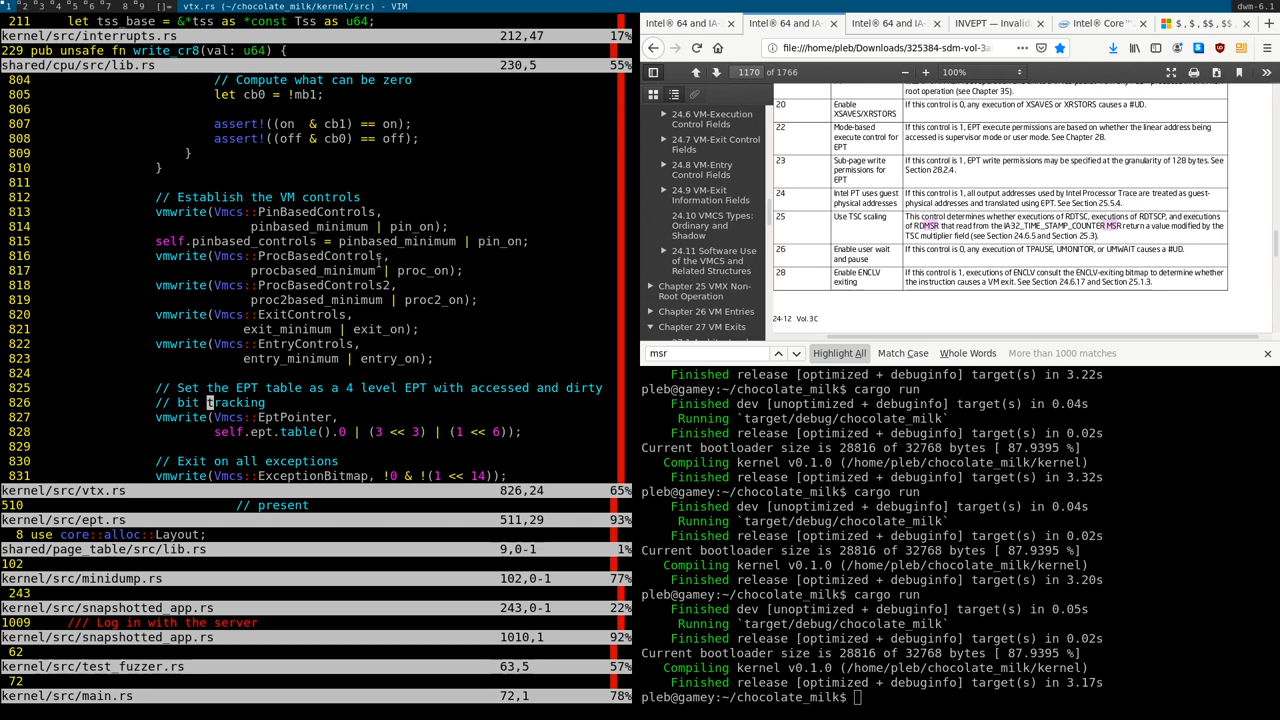 1 2 3 4 5 6 7 8 9 []= vtx.rs (~/chocolate_milk/kernel/src) - VIM
dwm-6.1
211     let tss_base = &*tss as *const Tss as u64;
kernel/src/interrupts.rs 212,47 17%
229 pub unsafe fn write_cr8(val: u64) {
shared/cpu/src/lib.rs 230,5 55%
804 // Compute what can be zero
805 let cb0 = !mb1;
806
807 assert!((on  & cb1) == on);
808 assert!((off & cb0) == off);
809 }
810 }
811
812 // Establish the VM controls
813 vmwrite(Vmcs::PinBasedControls,
814 pinbased_minimum | pin_on);
815 self.pinbased_controls = pinbased_minimum | pin_on;
816 vmwrite(Vmcs::ProcBasedControls,
817 procbased_minimum | proc_on);
818 vmwrite(Vmcs::ProcBasedControls2,
819 proc2based_minimum | proc2_on);
820 vmwrite(Vmcs::ExitControls,
821 exit_minimum | exit_on);
822 vmwrite(Vmcs::EntryControls,
823 entry_minimum | entry_on);
824
825 // Set the EPT table as a 4 level EPT with accessed and dirty
826 // bit tracking
827 vmwrite(Vmcs::EptPointer,
828 self.ept.table().0 | (3 << 3) | (1 << 6));
829
830 // Exit on all exceptions
831 vmwrite(Vmcs::ExceptionBitmap, !0 & !(1 << 14));
kernel/src/vtx.rs 826,24 65%
510 // present
kernel/src/ept.rs 511,29 93%
8 use core::alloc::Layout;
shared/page_table/src/lib.rs 9,0-1 1%
102
kernel/src/minidump.rs 102,0-1 77%
243
kernel/src/snapshotted_app.rs 243,0-1 22%
1009 /// Log in with the server
kernel/src/snapshotted_app.rs 1010,1 92%
62
kernel/src/test_fuzzer.rs 63,5 57%
72
kernel/src/main.rs 72,1 78%
Intel® 64 and IA- Intel® 64 and IA- Intel® 64 and IA- INVEPT — Invalid Intel® Core™ $ , $ , $$ , $$
file:///home/pleb/Downloads/325384-sdm-vol-3a
1170 of 1766 100%
24.6 VM-Execution
Control Fields
24.7 VM-Exit Control
Fields
24.8 VM-Entry
Control Fields
24.9 VM-Exit
Information Fields
24.10 VMCS Types:
Ordinary and
Shadow
24.11 Software Use
of the VMCS and
Related Structures
Chapter 25 VMX Non-
Root Operation
Chapter 26 VM Entries
Chapter 27 VM Exits
root operation (see Chapter 35).
20 Enable XSAVES/XRSTORS If this control is 0, any execution of XSAVES or XRSTORS causes a #UD.
22 Mode-based execute control for EPT If this control is 1, EPT execute permissions are based on whether the linear address being
accessed is supervisor mode or user mode. See Chapter 28.
23 Sub-page write permissions for EPT If this control is 1, EPT write permissions may be specified at the granularity of 128 bytes. See
Section 28.2.4.
24 Intel PT uses guest physical addresses If this control is 1, all output addresses used by Intel Processor Trace are treated as guest-
physical addresses and translated using EPT. See Section 25.5.4.
25 Use TSC scaling This control determines whether executions of RDTSC, executions of RDTSCP, and executions
of RDMSR that read from the IA32_TIME_STAMP_COUNTER MSR return a value modified by the
TSC multiplier field (see Section 24.6.5 and Section 25.3).
26 Enable user wait and pause If this control is 0, any execution of TPAUSE, UMONITOR, or UMWAIT causes a #UD.
28 Enable ENCLV exiting If this control is 1, executions of ENCLV consult the ENCLV-exiting bitmap to determine whether
the instruction causes a VM exit. See Section 24.6.17 and Section 25.1.3.
24-12 Vol. 3C
msr Highlight All Match Case Whole Words More than 1000 matches
Finished release [optimized + debuginfo] target(s) in 3.22s
pleb@gamey:~/chocolate_milk$ cargo run
Finished dev [unoptimized + debuginfo] target(s) in 0.04s
Running `target/debug/chocolate_milk`
Finished release [optimized + debuginfo] target(s) in 0.02s
Current bootloader size is 28816 of 32768 bytes [ 87.9395 %]
Compiling kernel v0.1.0 (/home/pleb/chocolate_milk/kernel)
Finished release [optimized + debuginfo] target(s) in 3.32s
pleb@gamey:~/chocolate_milk$ cargo run
Finished dev [unoptimized + debuginfo] target(s) in 0.04s
Running `target/debug/chocolate_milk`
Finished release [optimized + debuginfo] target(s) in 0.02s
Current bootloader size is 28816 of 32768 bytes [ 87.9395 %]
Compiling kernel v0.1.0 (/home/pleb/chocolate_milk/kernel)
Finished release [optimized + debuginfo] target(s) in 3.20s
pleb@gamey:~/chocolate_milk$ cargo run
Finished dev [unoptimized + debuginfo] target(s) in 0.05s
Running `target/debug/chocolate_milk`
Finished release [optimized + debuginfo] target(s) in 0.02s
Current bootloader size is 28816 of 32768 bytes [ 87.9395 %]
Compiling kernel v0.1.0 (/home/pleb/chocolate_milk/kernel)
Finished release [optimized + debuginfo] target(s) in 3.17s
pleb@gamey:~/chocolate_milk$